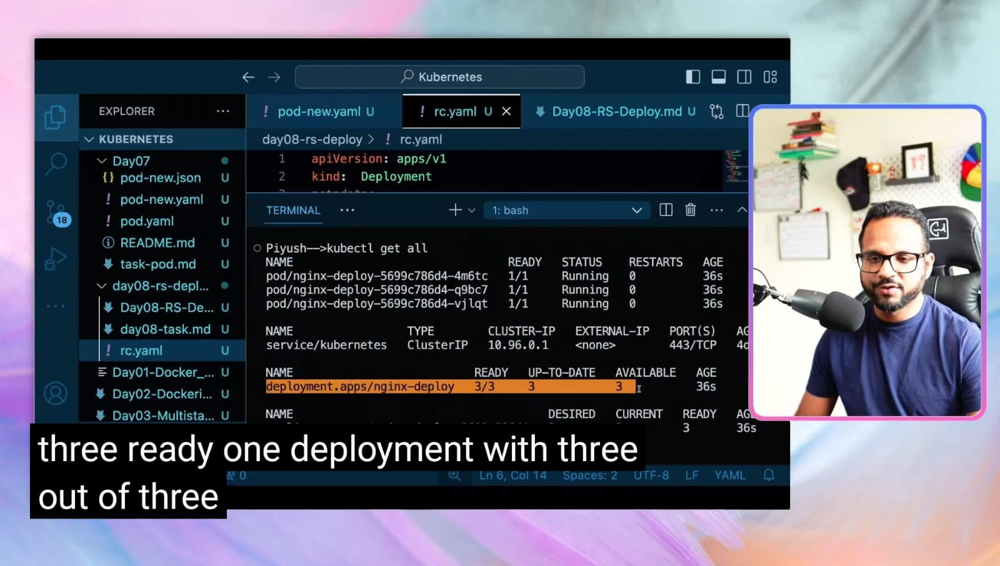 Kubernetes
EXPLORER
pod-new.yaml U
rc.yaml U
Day08-RS-Deploy.md U
KUBERNETES
day08-rs-deploy > ! rc.yaml
Day07
pod-new.json U
pod-new.yaml U
pod.yaml U
README.md U
task-pod.md U
day08-rs-depl...
Day08-RS-De... U
day08-task.md U
rc.yaml U
Day01-Docker_... U
Day02-Dockeri... U
Day03-Multista... U
18
1 apiVersion: apps/v1
2 kind: Deployment
TERMINAL
1: bash
Piyush-->kubectl get all
NAME READY STATUS RESTARTS AGE
pod/nginx-deploy-5699c786d4-4m6tc 1/1 Running 0 36s
pod/nginx-deploy-5699c786d4-q9bc7 1/1 Running 0 36s
pod/nginx-deploy-5699c786d4-vjlqt 1/1 Running 0 36s
NAME TYPE CLUSTER-IP EXTERNAL-IP PORT(S) AG
service/kubernetes ClusterIP 10.96.0.1 <none> 443/TCP 4d
NAME READY UP-TO-DATE AVAILABLE AGE
deployment.apps/nginx-deploy 3/3 3 3 36s
NAME DESIRED CURRENT READY AG
3 36s
three ready one deployment with three
out of three
0
Ln 6, Col 14 Spaces: 2 UTF-8 LF YAML